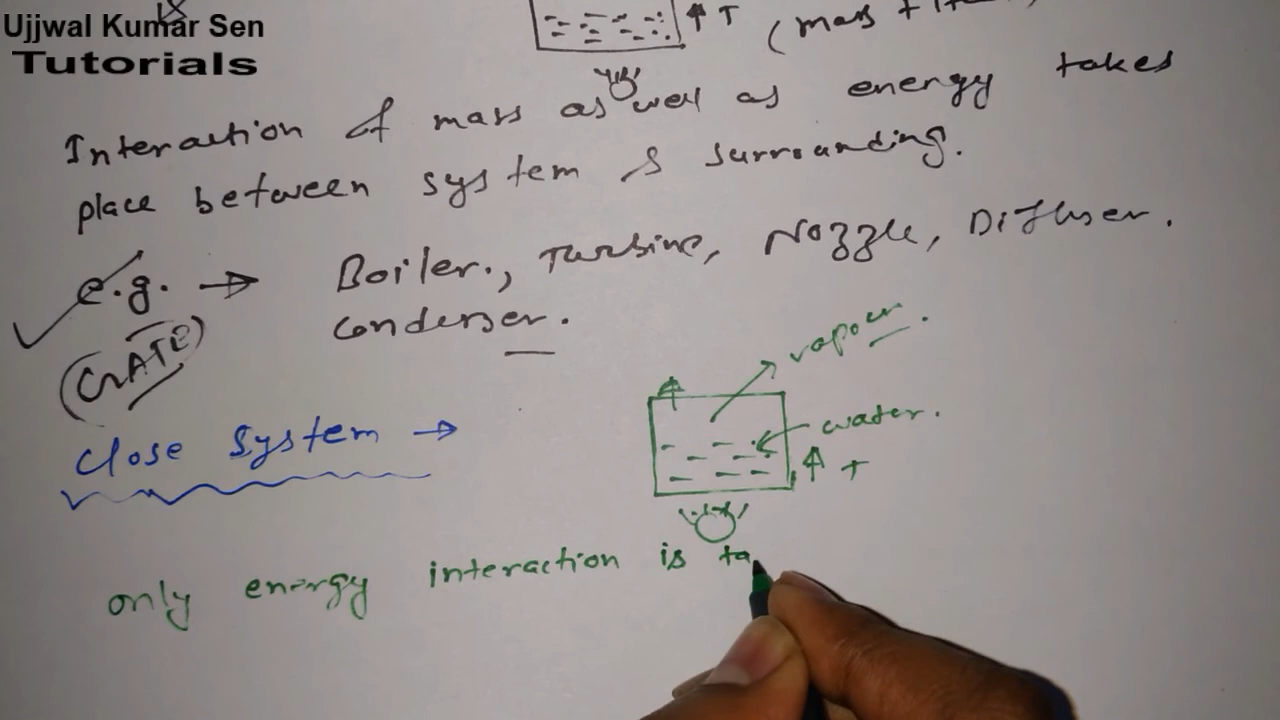 Ujjwal Kumar Sen
Tutorials
↑ T (mass +
Interaction of mass as well as energy takes
place between system & surrounding.
e.g. → Boiler., Turbine, Nozzle, Diffuser.
condenser.
(GATE)
vapour.
water.
↑ T
Close System →
only energy interaction is ta